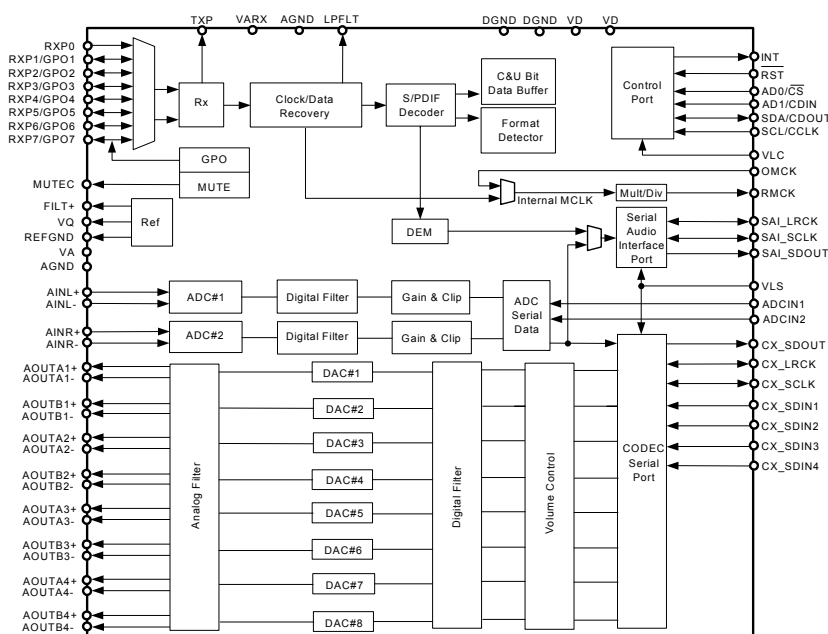 TXP VARX AGND LPFLT DGND DGND VD VD
RXP0
RXP1/GPO1
RXP2/GPO2
RXP3/GPO3
RXP4/GPO4
RXP5/GPO5
RXP6/GPO6
RXP7/GPO7
Rx
Clock/Data
Recovery
S/PDIF
Decoder
C&U Bit
Data Buffer
Format
Detector
Control
Port
INT
RST
AD0/CS
AD1/CDIN
SDA/CDOUT
SCL/CCLK
VLC
OMCK
RMCK
GPO
MUTE
MUTEC
Internal MCLK
Mult/Div
FILT+
VQ
REFGND
VA
AGND
Ref
DEM
Serial
Audio
Interface
Port
SAI_LRCK
SAI_SCLK
SAI_SDOUT
VLS
ADCIN1
ADCIN2
AINL+
AINL-
ADC#1
Digital Filter
Gain & Clip
ADC
Serial
Data
AINR+
AINR-
ADC#2
Digital Filter
Gain & Clip
CX_SDOUT
CX_LRCK
CX_SCLK
CX_SDIN1
CX_SDIN2
CX_SDIN3
CX_SDIN4
AOUTA1+
AOUTA1-
AOUTB1+
AOUTB1-
AOUTA2+
AOUTA2-
AOUTB2+
AOUTB2-
AOUTA3+
AOUTA3-
AOUTB3+
AOUTB3-
AOUTA4+
AOUTA4-
AOUTB4+
AOUTB4-
Analog Filter
DAC#1
DAC#2
DAC#3
DAC#4
DAC#5
DAC#6
DAC#7
DAC#8
Digital Filter
Volume Control
CODEC
Serial
Port